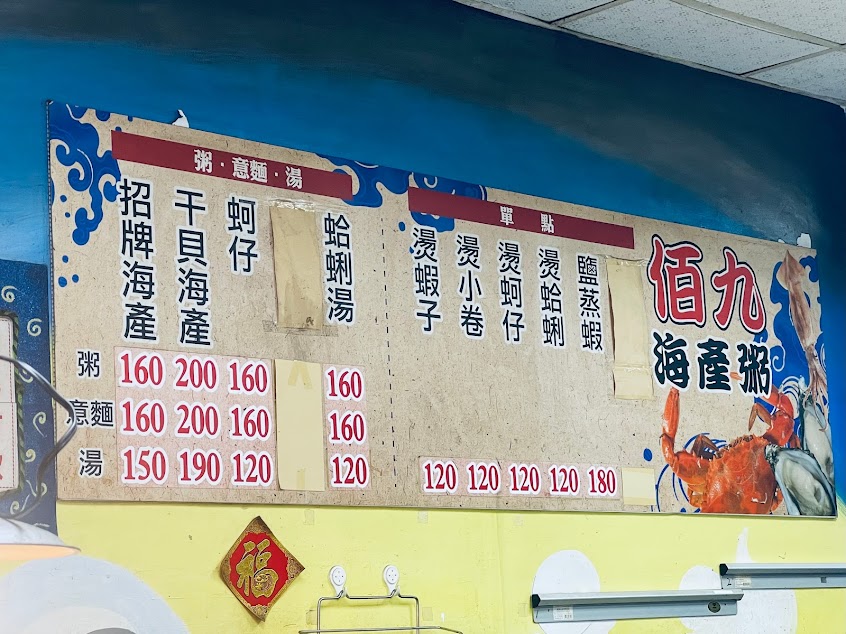 粥·意麵·湯
招牌海產
干貝海產
蚵仔
蛤蜊湯
粥 160 200 160 160
意麵 160 200 160 160
湯 150 190 120 120
單點
燙蝦子
燙小卷
燙蚵仔
燙蛤蜊
鹽蒸蝦
120 120 120 120 180
佰九
海產粥
福